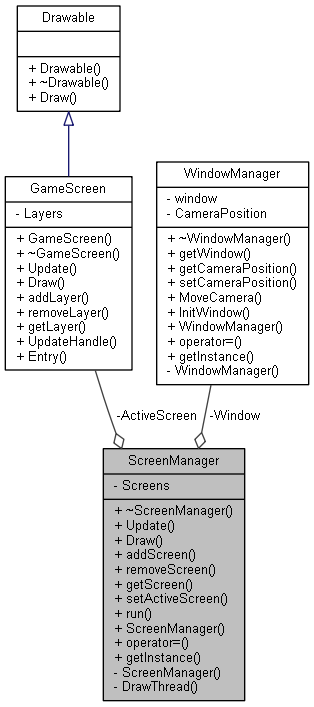 Drawable
+ Drawable()
+ ~Drawable()
+ Draw()
GameScreen
- Layers
+ GameScreen()
+ ~GameScreen()
+ Update()
+ Draw()
+ addLayer()
+ removeLayer()
+ getLayer()
+ UpdateHandle()
+ Entry()
WindowManager
- window
- CameraPosition
+ ~WindowManager()
+ getWindow()
+ getCameraPosition()
+ setCameraPosition()
+ MoveCamera()
+ InitWindow()
+ WindowManager()
+ operator=()
+ getInstance()
- WindowManager()
-ActiveScreen
-Window
ScreenManager
- Screens
+ ~ScreenManager()
+ Update()
+ Draw()
+ addScreen()
+ removeScreen()
+ getScreen()
+ setActiveScreen()
+ run()
+ ScreenManager()
+ operator=()
+ getInstance()
- ScreenManager()
- DrawThread()